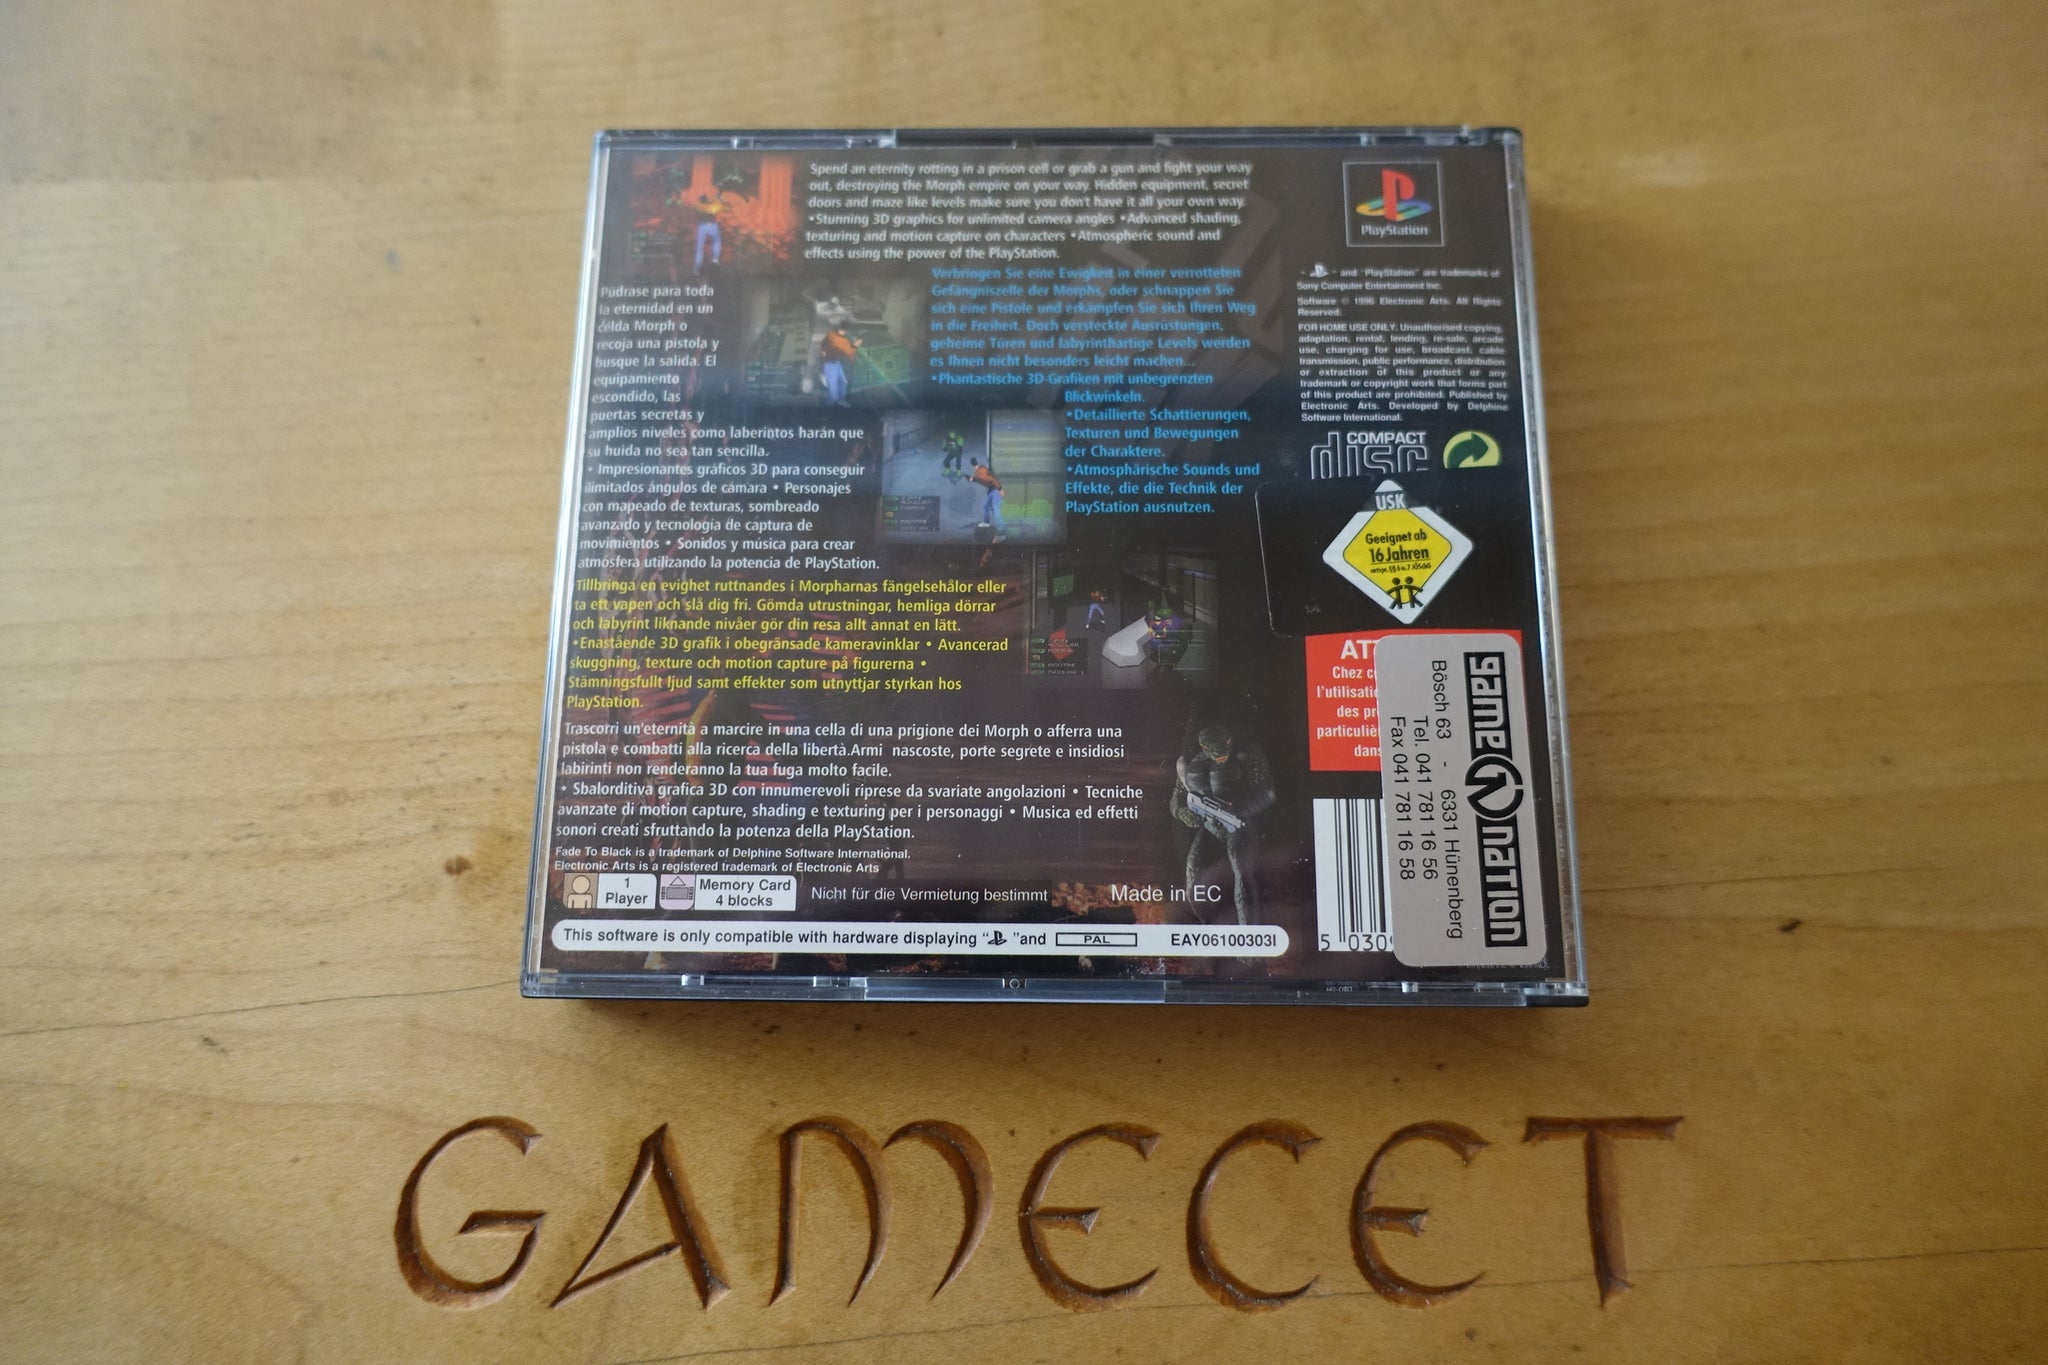 Spend an eternity rotting in a prison cell or grab a gun and fight your way
out, destroying the Morph empire on your way. Hidden equipment, secret
doors and maze like levels make sure you don't have it all your own way.
•Stunning 3D graphics for unlimited camera angles •Advanced shading,
texturing and motion capture on characters •Atmospheric sound and
effects using the power of the PlayStation.
Verbringen Sie eine Ewigkeit in einer verrotteten
Gefängniszelle der Morphs, oder schnappen Sie
sich eine Pistole und erkämpfen Sie sich Ihren Weg
in die Freiheit. Doch versteckte Ausrüstungen,
geheime Türen und labyrinthartige Levels werden
es Ihnen nicht besonders leicht machen...
•Phantastische 3D-Grafiken mit unbegrenzten
Blickwinkeln.
•Detaillierte Schattierungen,
Texturen und Bewegungen
der Charaktere.
•Atmosphärische Sounds und
Effekte, die die Technik der
PlayStation ausnutzen.
Púdrase para toda
la eternidad en un
celda Morph o
recoja una pistola y
busque la salida. El
equipamiento
escondido, las
puertas secretas y
amplios niveles como laberintos harán que
su huida no sea tan sencilla.
• Impresionantes gráficos 3D para conseguir
ilimitados ángulos de cámara • Personajes
con mapeado de texturas, sombreado
avanzado y tecnología de captura de
movimientos • Sonidos y música para crear
atmósfera utilizando la potencia de PlayStation.
Tillbringa en evighet ruttnandes i Morpharnas fängelsehålor eller
ta ett vapen och slå dig fri. Gömda utrustningar, hemliga dörrar
och labyrint liknande nivåer gör din resa allt annat en lätt.
•Enastående 3D grafik i obegränsade kameravinklar • Avancerad
skuggning, texture och motion capture på figurerna •
Stämningsfullt ljud samt effekter som utnyttjar styrkan hos
PlayStation.
Trascorri un'eternità a marcire in una cella di una prigione dei Morph o afferra una
pistola e combatti alla ricerca della libertà.Armi nascoste, porte segrete e insidiosi
labirinti non renderanno la tua fuga molto facile.
• Sbalorditiva grafica 3D con innumerevoli riprese da svariate angolazioni • Tecniche
avanzate di motion capture, shading e texturing per i personaggi • Musica ed effetti
sonori creati sfruttando la potenza della PlayStation.
Fade To Black is a trademark of Delphine Software International.
Electronic Arts is a registered trademark of Electronic Arts
1
Player
Memory Card
4 blocks
Nicht für die Vermietung bestimmt
Made in EC
This software is only compatible with hardware displaying “ ”and PAL
EAY06100303I
PlayStation
“ ” and "PlayStation" are trademarks of
Sony Computer Entertainment Inc.
Software © 1996 Electronic Arts. All Rights
Reserved.
FOR HOME USE ONLY. Unauthorised copying,
adaptation, rental, lending, re-sale, arcade
use, charging for use, broadcast, cable
transmission, public performance, distribution
or extraction of this product or any
trademark or copyright work that forms part
of this product are prohibited. Published by
Electronic Arts. Developed by Delphine
Software International.
COMPACT
disc
USK
Geeignet ab
16 Jahren
Chez
l'utilisati
des
particuliè
dans
5 030
game nation
Bösch 63 - 6331 Hünenberg
Tel. 041 781 16 56
Fax 041 781 16 58
GAMECET